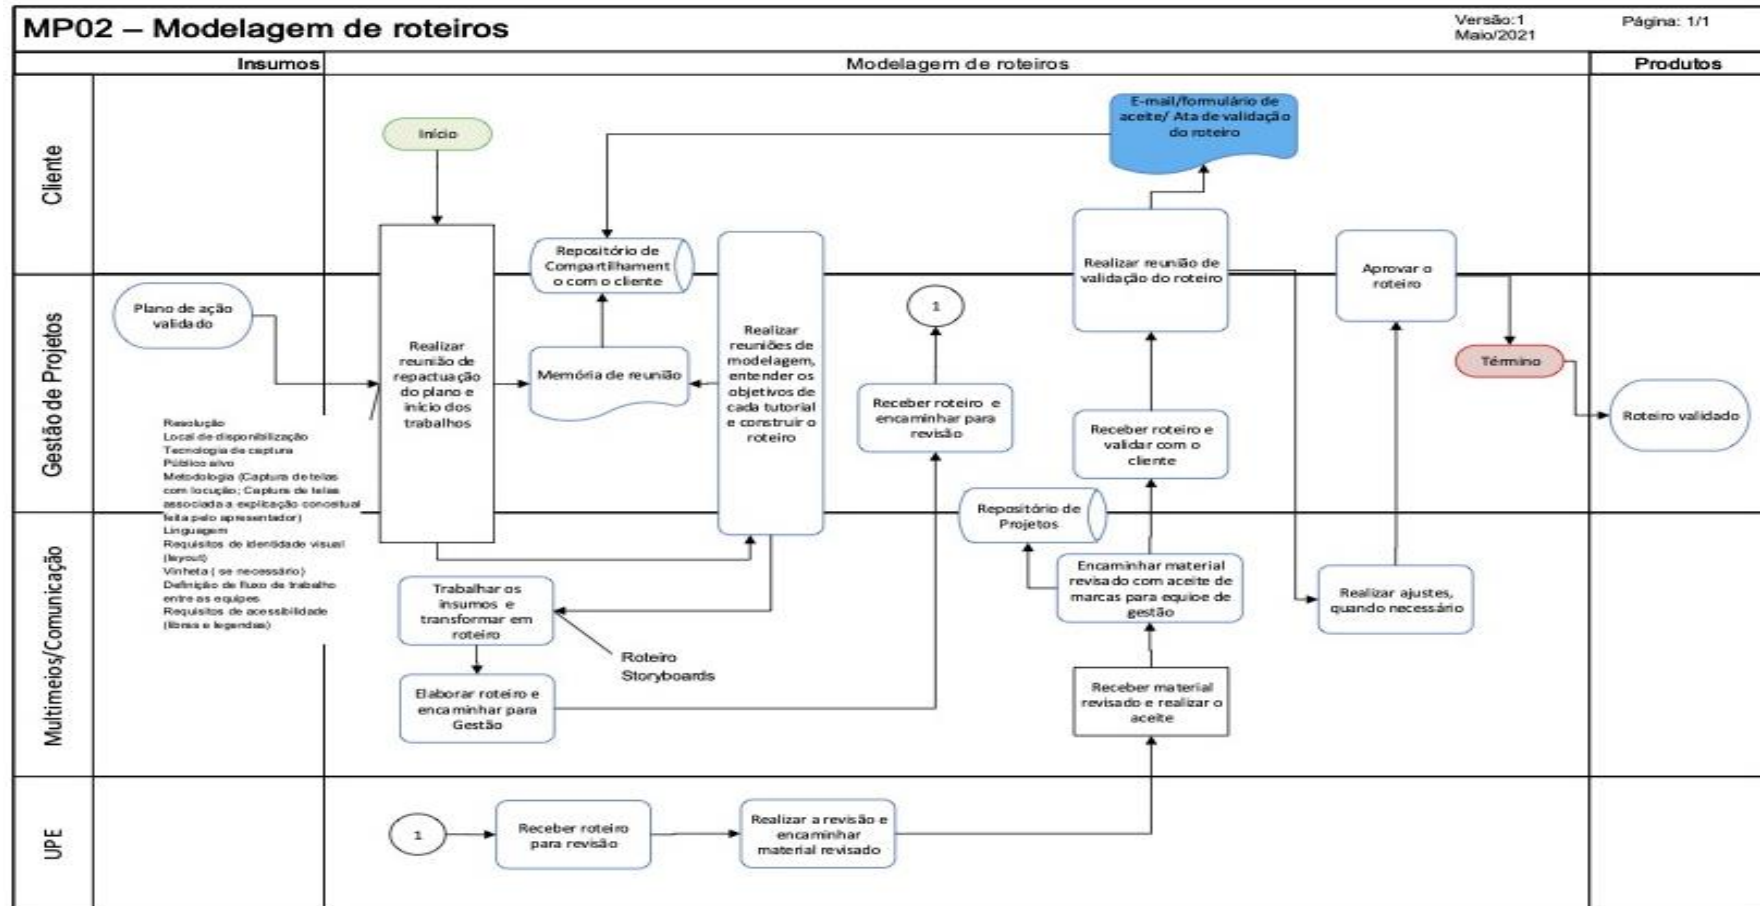 MP02 – Modelagem de roteiros
Versão:1
Maio/2021
Página: 1/1
Insumos
Modelagem de roteiros
Produtos
Cliente
Início
E-mail/formulário de
aceite/ Ata de validação
do roteiro
Repositório de
Compartilhament
o com o cliente
Realizar reunião de
validação do roteiro
Aprovar o
roteiro
Gestão de Projetos
Plano de ação
validado
Realizar
reunião de
repactuação
do plano e
início dos
trabalhos
Memória de reunião
Realizar
reuniões de
modelagem,
entender os
objetivos de
cada tutorial
e construir o
roteiro
1
Receber roteiro e
encaminhar para
revisão
Receber roteiro e
validar com o
cliente
Término
Roteiro validado
Resolução
Local de disponibilização
Tecnologia de captura
Público alvo
Metodologia (Captura de telas
com locução; Captura de telas
associada a explicação conceitual
feita pelo apresentador)
Linguagem
Requisitos de identidade visual
(layout)
Vinheta ( se necessário)
Definição de fluxo de trabalho
entre as equipes
Requisitos de acessibilidade
(libras e legendas)
Repositório de
Projetos
Multimeios/Comunicação
Trabalhar os
insumos e
transformar em
roteiro
Roteiro
Storyboards
Elaborar roteiro e
encaminhar para
Gestão
Encaminhar material
revisado com aceite de
marcas para equipe de
gestão
Realizar ajustes,
quando necessário
Receber material
revisado e realizar o
aceite
UPE
1
Receber roteiro
para revisão
Realizar a revisão e
encaminhar
material revisado